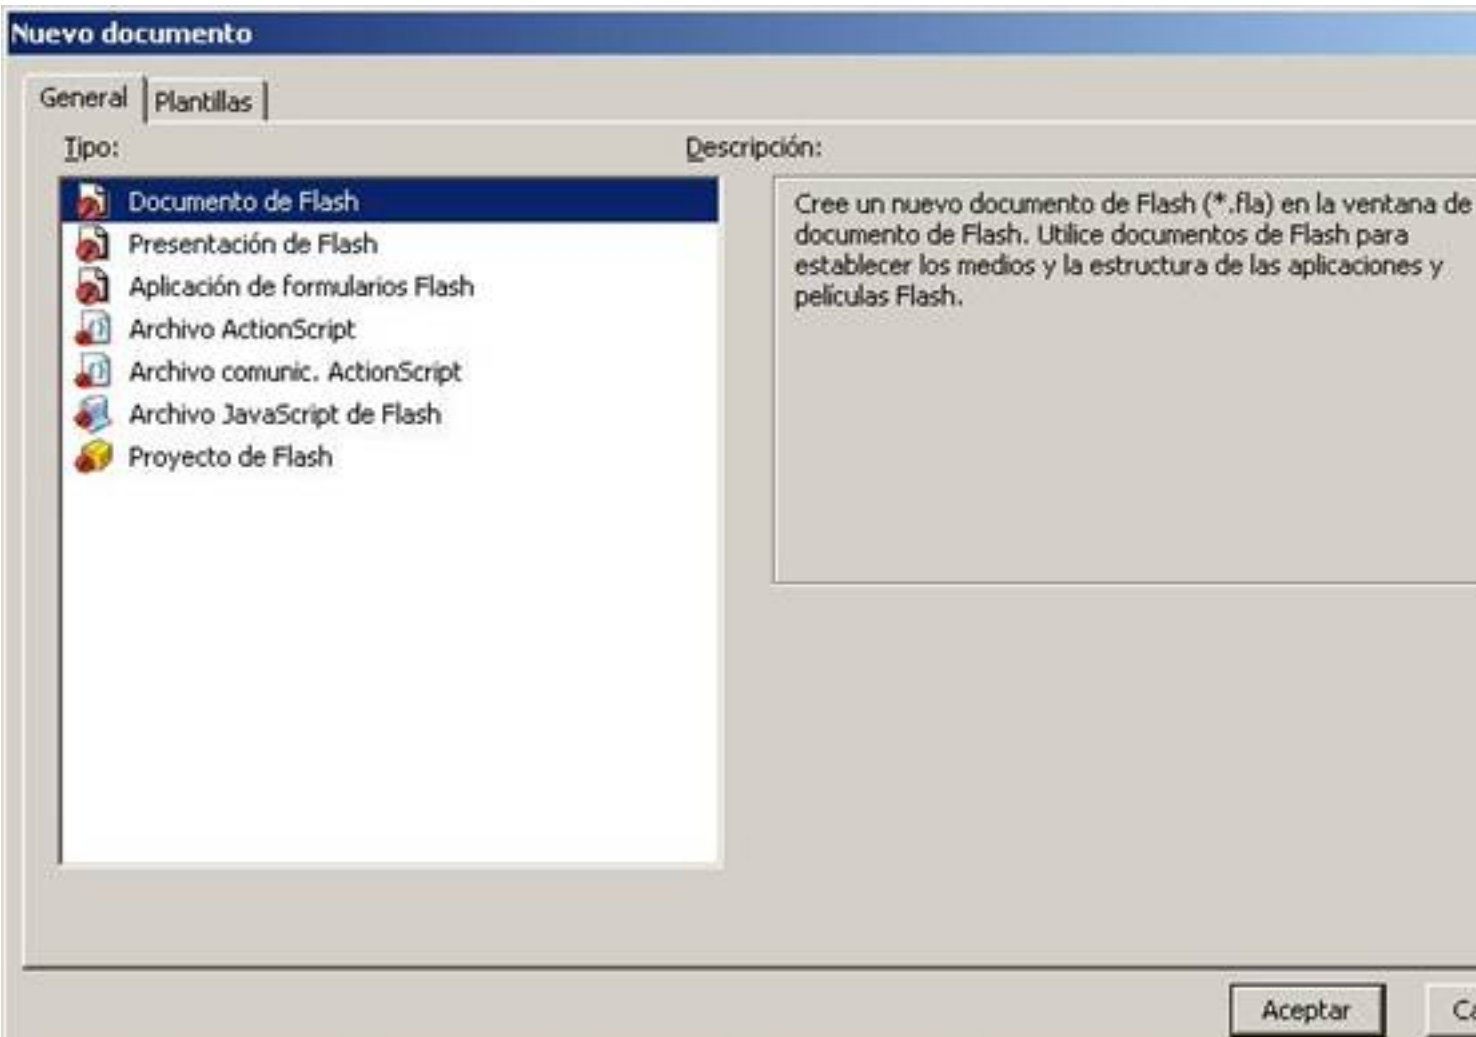 Nuevo documento
General
Plantillas
Tipo:
Descripción:
Documento de Flash
Presentación de Flash
Aplicación de formularios Flash
Archivo ActionScript
Archivo comunic. ActionScript
Archivo JavaScript de Flash
Proyecto de Flash
Cree un nuevo documento de Flash (*.fla) en la ventana de
documento de Flash. Utilice documentos de Flash para
establecer los medios y la estructura de las aplicaciones y
películas Flash.
Aceptar